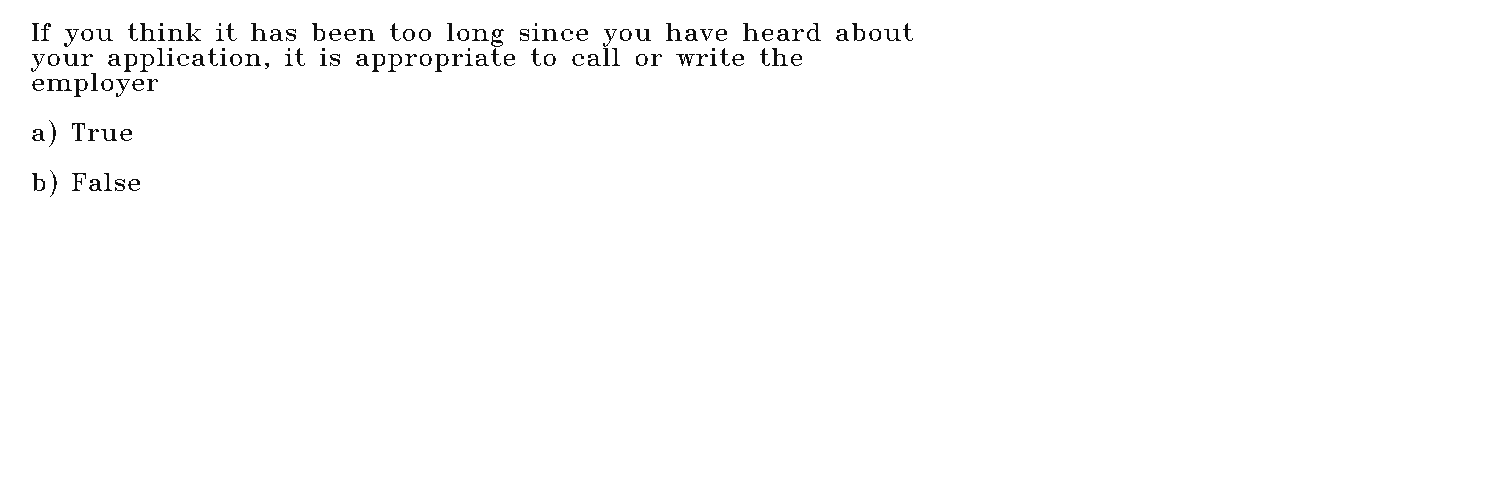 If you think it has been too long since you have heard about
your application, it is appropriate to call or write the
employer
a) True
b) False